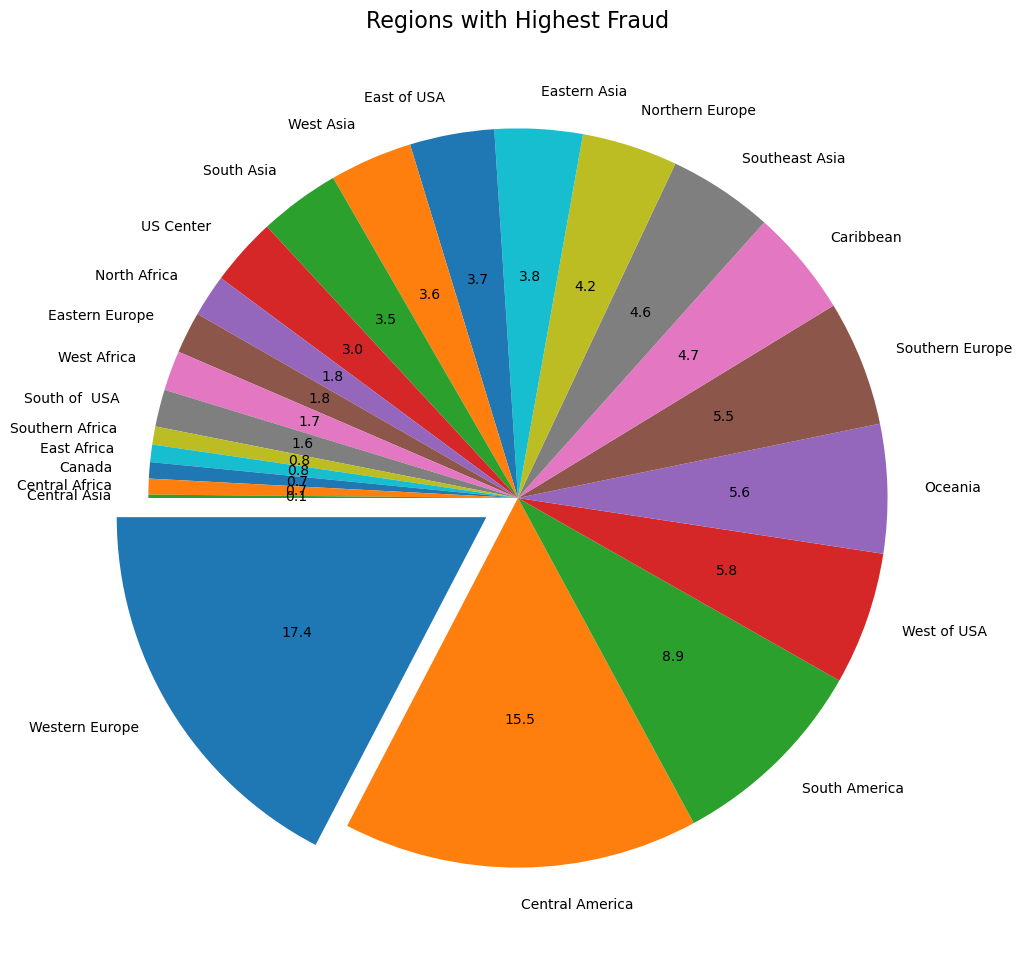 Regions with Highest Fraud
Eastern Asia
East of USA
Northern Europe
West Asia
Southeast Asia
South Asia
US Center
Caribbean
North Africa
3.8
3.7
4.2
3.6
4.6
Eastern Europe
3.5
Southern Europe
3.0
4.7
West Africa
1.8
South of  USA
1.8
5.5
1.7
Southern Africa
1.6
East Africa
0.8
Canada
0.8
0.7
Central Africa
0.7
Oceania
5.6
Central Asia
0.1
5.8
West of USA
17.4
8.9
15.5
Western Europe
South America
Central America